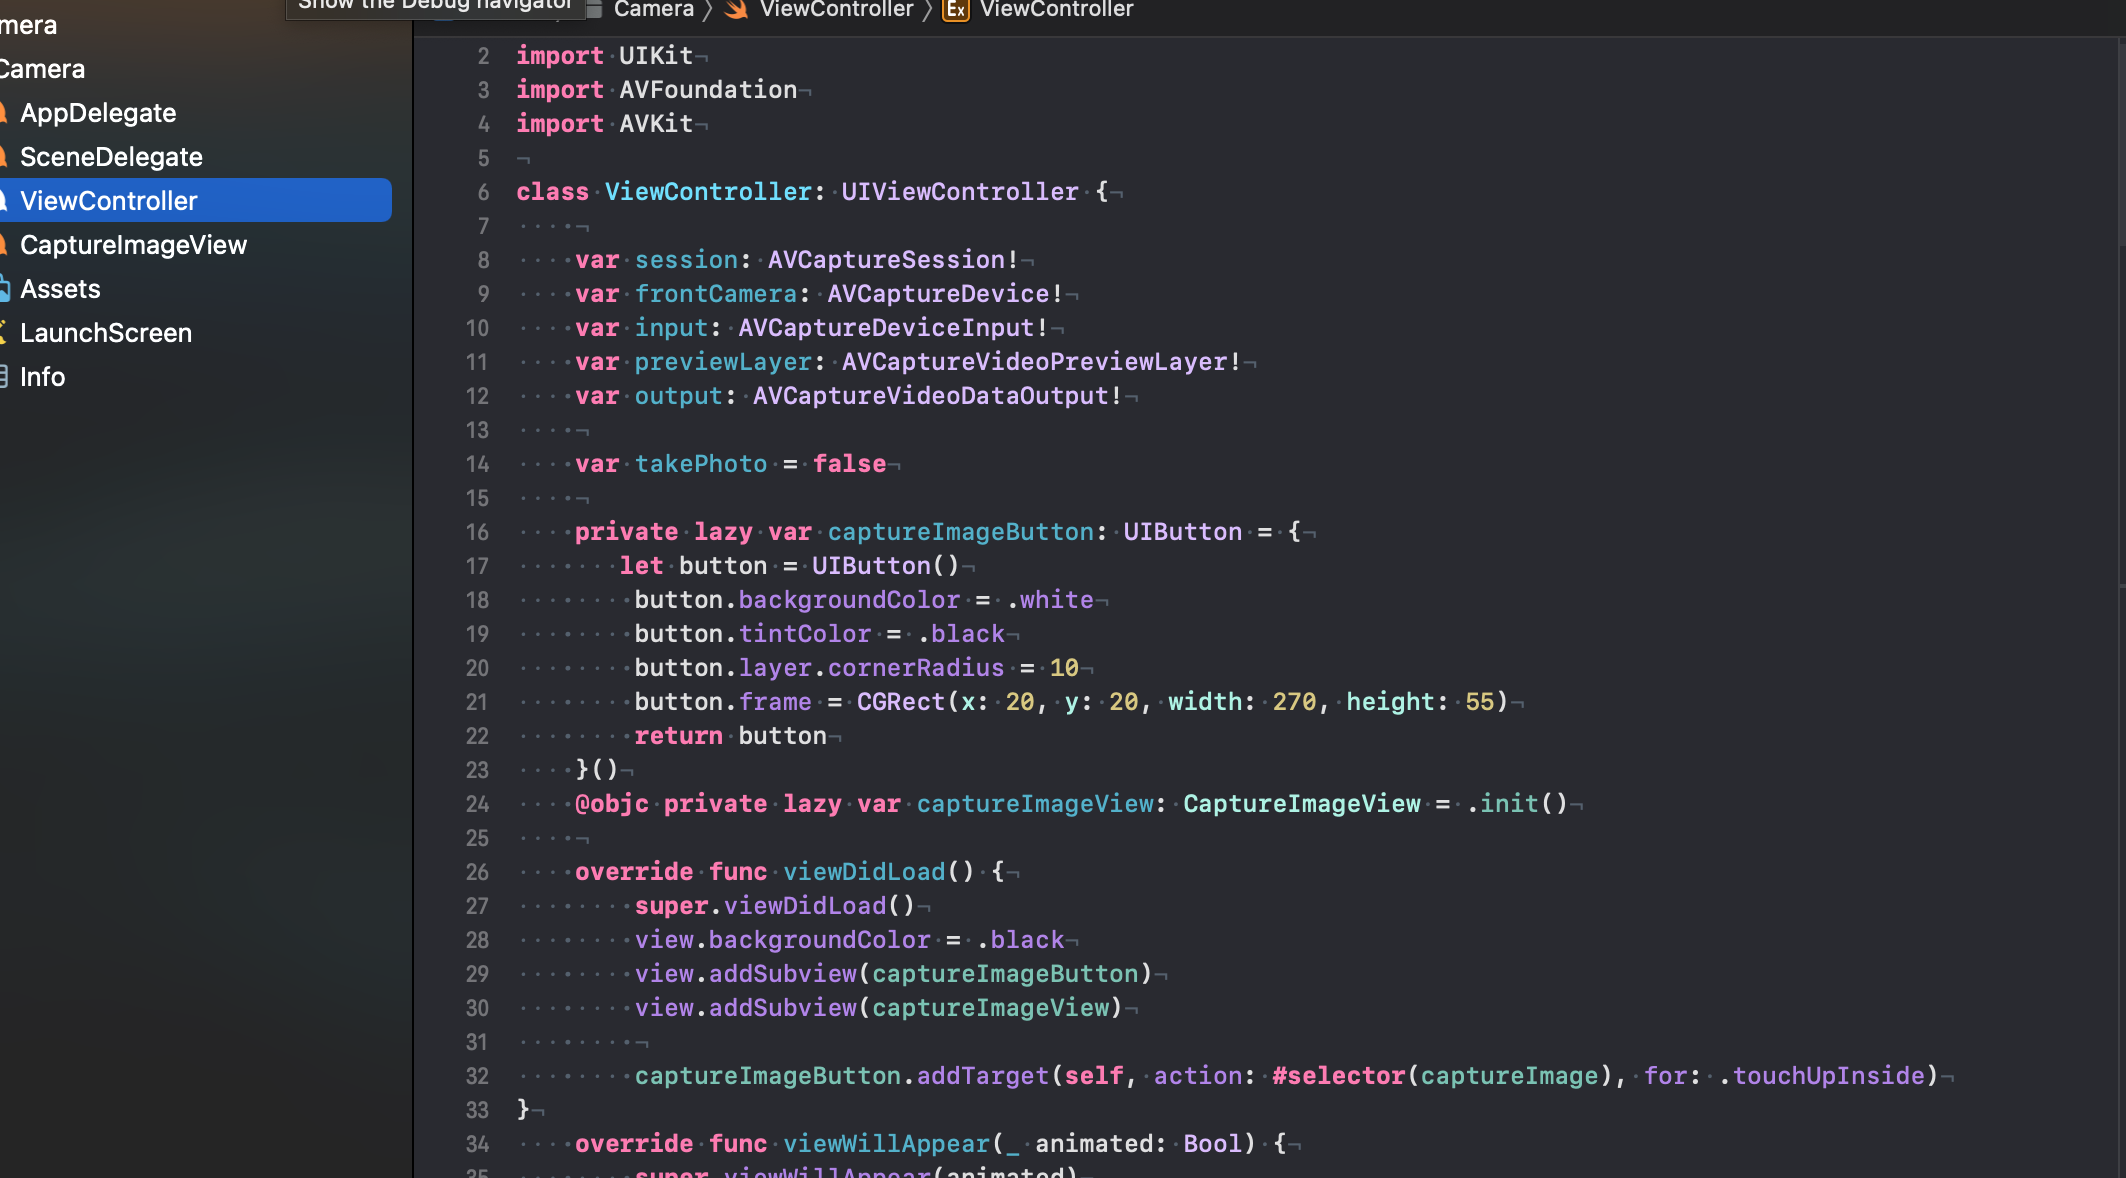 Show the Debug navigator
Camera 〉 ViewController 〉 Ex ViewController
mera
Camera
AppDelegate
SceneDelegate
ViewController
CaptureImageView
Assets
LaunchScreen
Info
2 import UIKit
3 import AVFoundation
4 import AVKit
5
6 class ViewController: UIViewController {
7
8 var session: AVCaptureSession!
9 var frontCamera: AVCaptureDevice!
10 var input: AVCaptureDeviceInput!
11 var previewLayer: AVCaptureVideoPreviewLayer!
12 var output: AVCaptureVideoDataOutput!
13
14 var takePhoto = false
15
16 private lazy var captureImageButton: UIButton = {
17 let button = UIButton()
18 button.backgroundColor = .white
19 button.tintColor = .black
20 button.layer.cornerRadius = 10
21 button.frame = CGRect(x: 20, y: 20, width: 270, height: 55)
22 return button
23 }()
24 @objc private lazy var captureImageView: CaptureImageView = .init()
25
26 override func viewDidLoad() {
27 super.viewDidLoad()
28 view.backgroundColor = .black
29 view.addSubview(captureImageButton)
30 view.addSubview(captureImageView)
31
32 captureImageButton.addTarget(self, action: #selector(captureImage), for: .touchUpInside)
33 }
34 override func viewWillAppear(_ animated: Bool) {
35 super.viewWillAppear(animated)